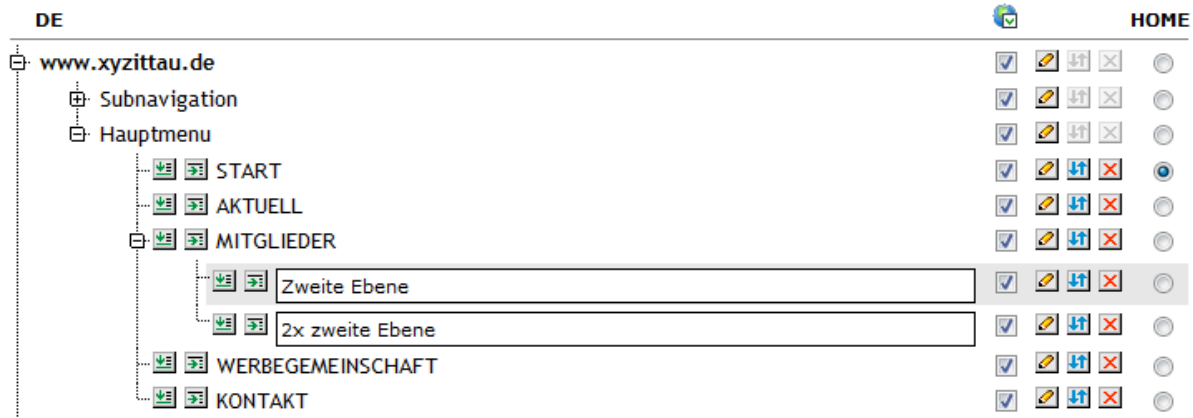 DE HOME
www.xyzittau.de
Subnavigation
Hauptmenu
START
AKTUELL
MITGLIEDER
Zweite Ebene
2x zweite Ebene
WERBEGEMEINSCHAFT
KONTAKT